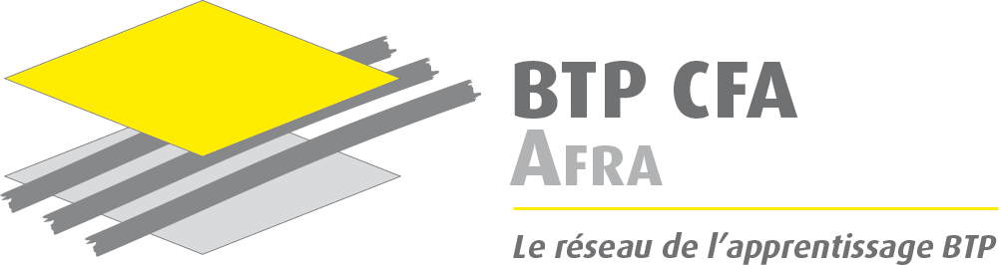 BTP CFA
AFRA
Le réseau de l’apprentissage BTP